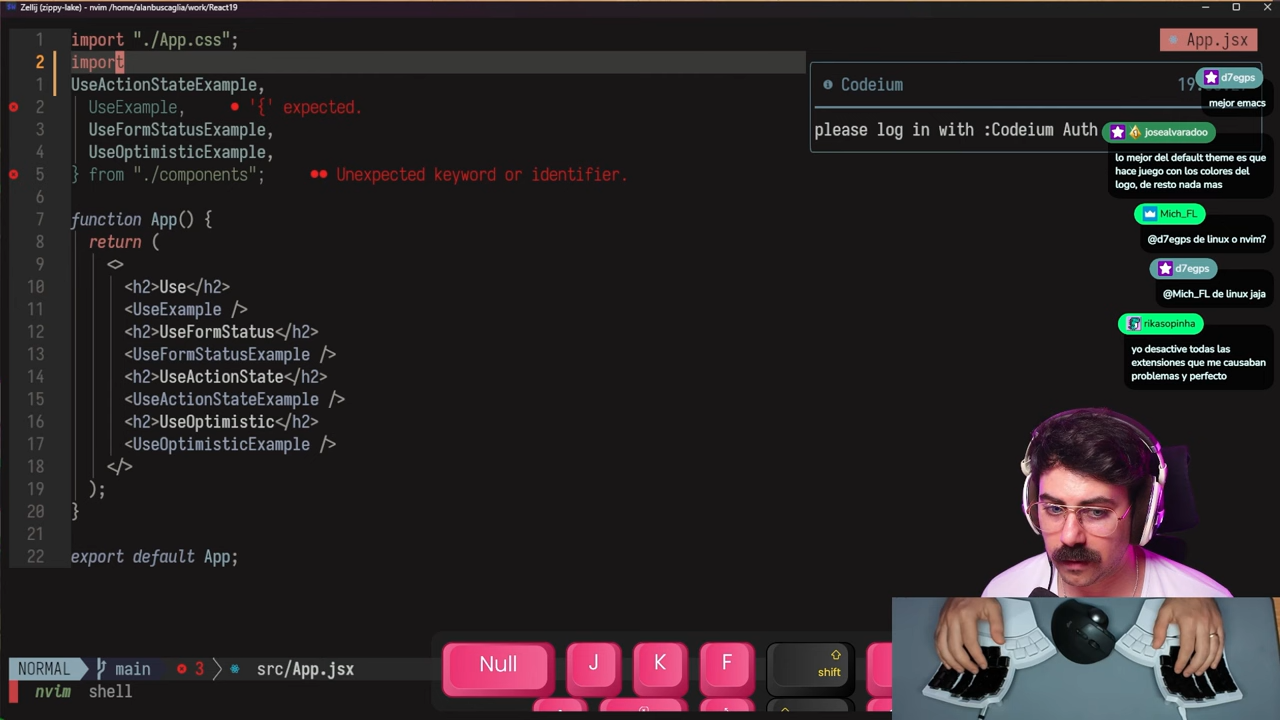 Zellij (zippy-lake) - nvim /home/alanbuscaglia/work/React19
1 import "./App.css";
App.jsx
2 import
1 UseActionStateExample,
2 UseExample, '{' expected.
3 UseFormStatusExample,
4 UseOptimisticExample,
5 } from "./components"; Unexpected keyword or identifier.
6
7 function App() {
8 return (
9 <>
10 <h2>Use</h2>
11 <UseExample />
12 <h2>UseFormStatus</h2>
13 <UseFormStatusExample />
14 <h2>UseActionState</h2>
15 <UseActionStateExample />
16 <h2>UseOptimistic</h2>
17 <UseOptimisticExample />
18 </>
19 );
20 }
21
22 export default App;
Codeium
please log in with :Codeium Auth
d7egps
mejor emacs
josealvaradoo
lo mejor del default theme es que
hace juego con los colores del
logo, de resto nada mas
Mich_FL
@d7egps de linux o nvim?
d7egps
@Mich_FL de linux jaja
rikasopinha
yo desactive todas las
extensiones que me causaban
problemas y perfecto
NORMAL main 3 src/App.jsx
nvim shell
Null
J
K
F
shift